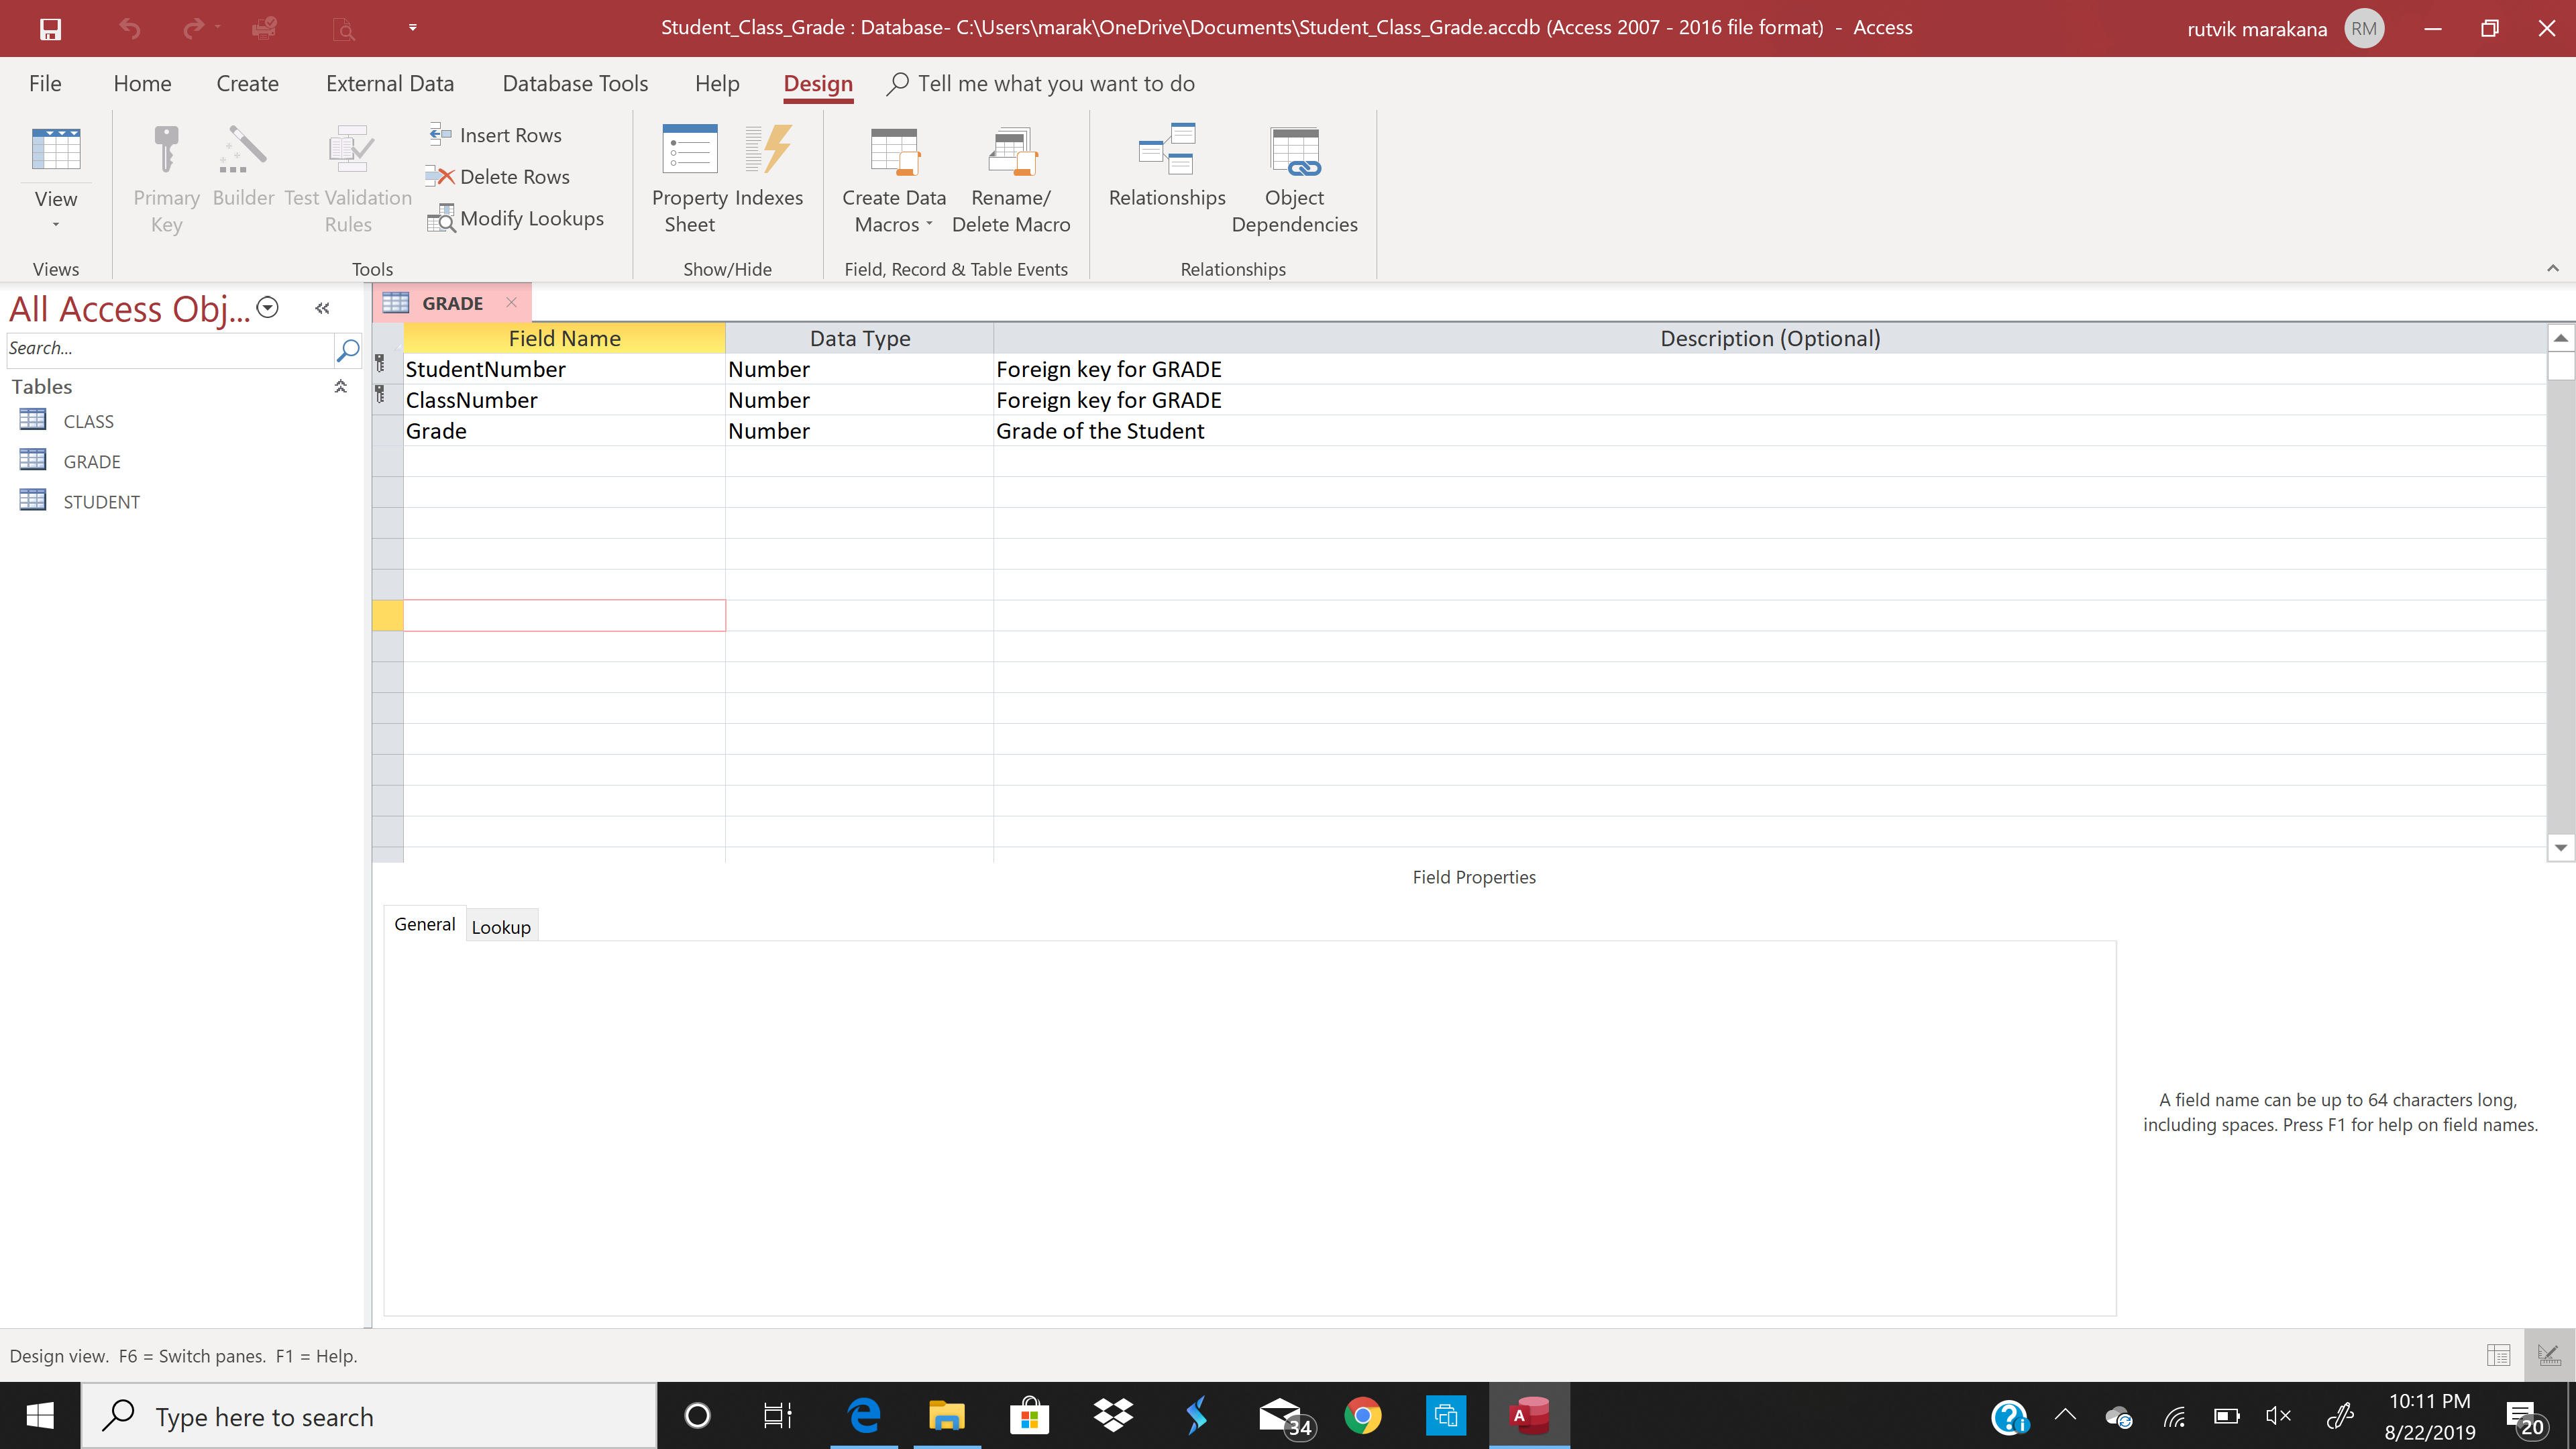 Student_Class_Grade : Database- C:\Users\marak\OneDrive\Documents\Student_Class_Grade.accdb (Access 2007 - 2016 file format)  -  Access
rutvik marakana
RM
File
Home
Create
External Data
Database Tools
Help
Design
Tell me what you want to do
View
Primary
Key
Builder
Test Validation
Rules
Insert Rows
Delete Rows
Modify Lookups
Property
Sheet
Indexes
Create Data
Macros
Rename/
Delete Macro
Relationships
Object
Dependencies
Views
Tools
Show/Hide
Field, Record & Table Events
Relationships
All Access Obj...
Search...
Tables
CLASS
GRADE
STUDENT
GRADE
Field Name
Data Type
Description (Optional)
StudentNumber
Number
Foreign key for GRADE
ClassNumber
Number
Foreign key for GRADE
Grade
Number
Grade of the Student
Field Properties
General
Lookup
A field name can be up to 64 characters long,
including spaces. Press F1 for help on field names.
Design view.  F6 = Switch panes.  F1 = Help.
Type here to search
34
A
10:11 PM
8/22/2019
20